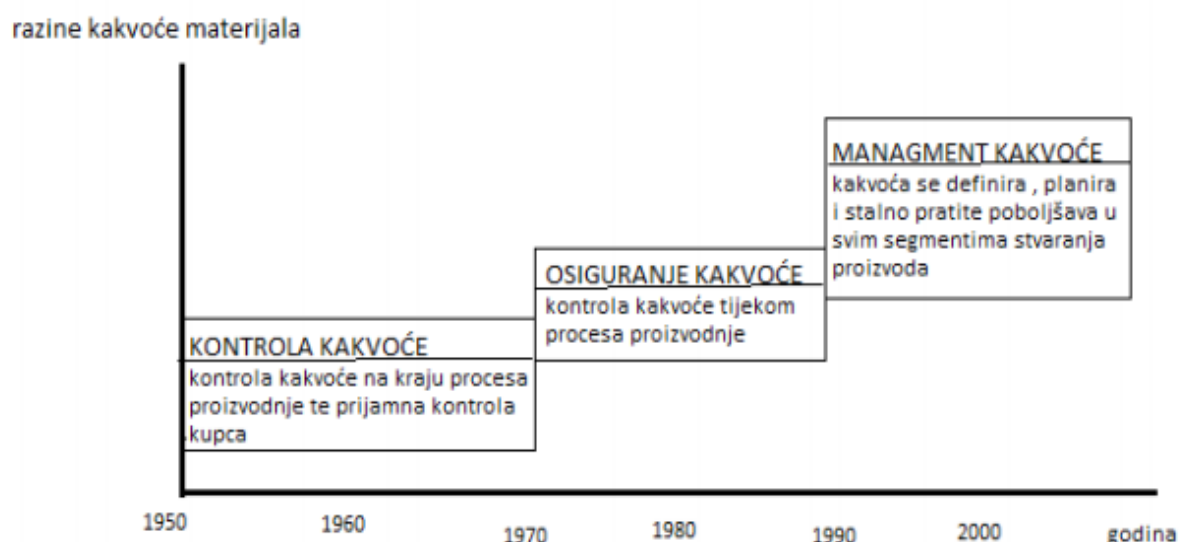 razine kakvoće materijala
MANAGMENT KAKVOĆE
kakvoća se definira , planira
i stalno pratite poboljšava u
svim segmentima stvaranja
proizvoda
OSIGURANJE KAKVOĆE
kontrola kakvoće tijekom
procesa proizvodnje
KONTROLA KAKVOĆE
kontrola kakvoće na kraju procesa
proizvodnje te prijamna kontrola
kupca
1950 1960 1970 1980 1990 2000 godina